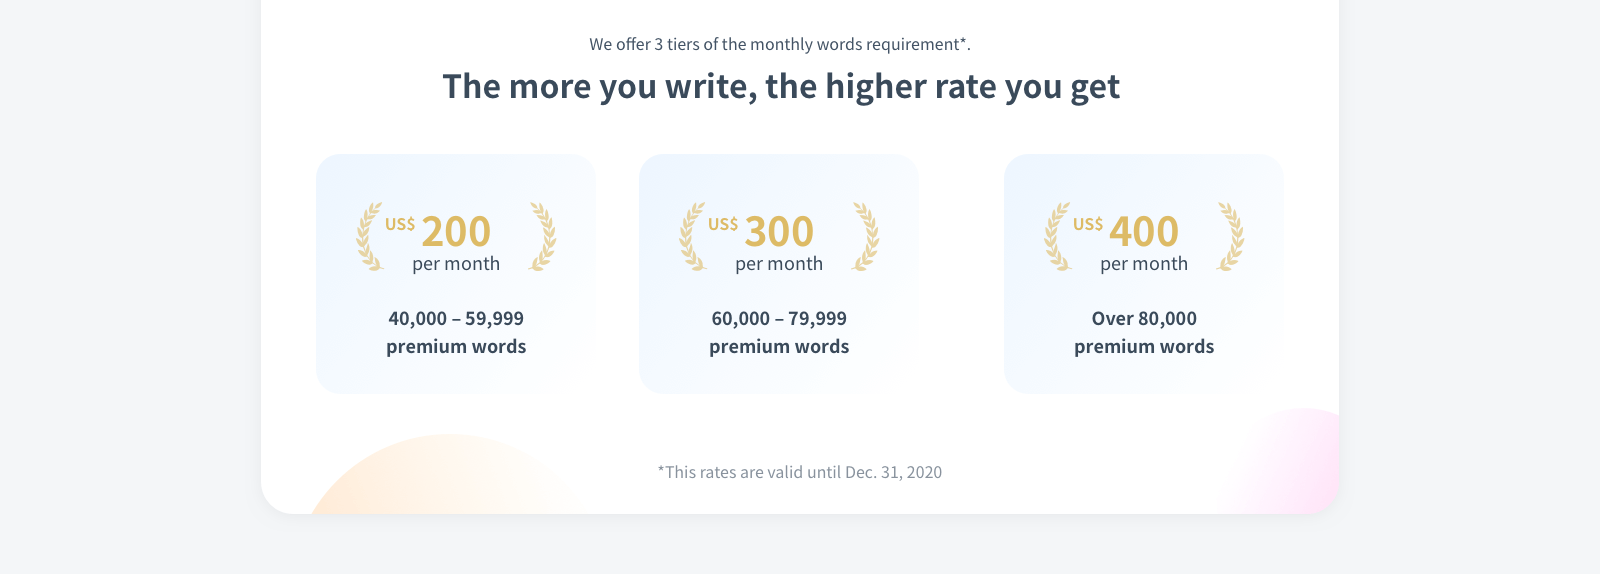 We offer 3 tiers of the monthly words requirement*.
The more you write, the higher rate you get
US$ 200
per month
40,000 – 59,999
premium words
US$ 300
per month
60,000 – 79,999
premium words
US$ 400
per month
Over 80,000
premium words
*This rates are valid until Dec. 31, 2020